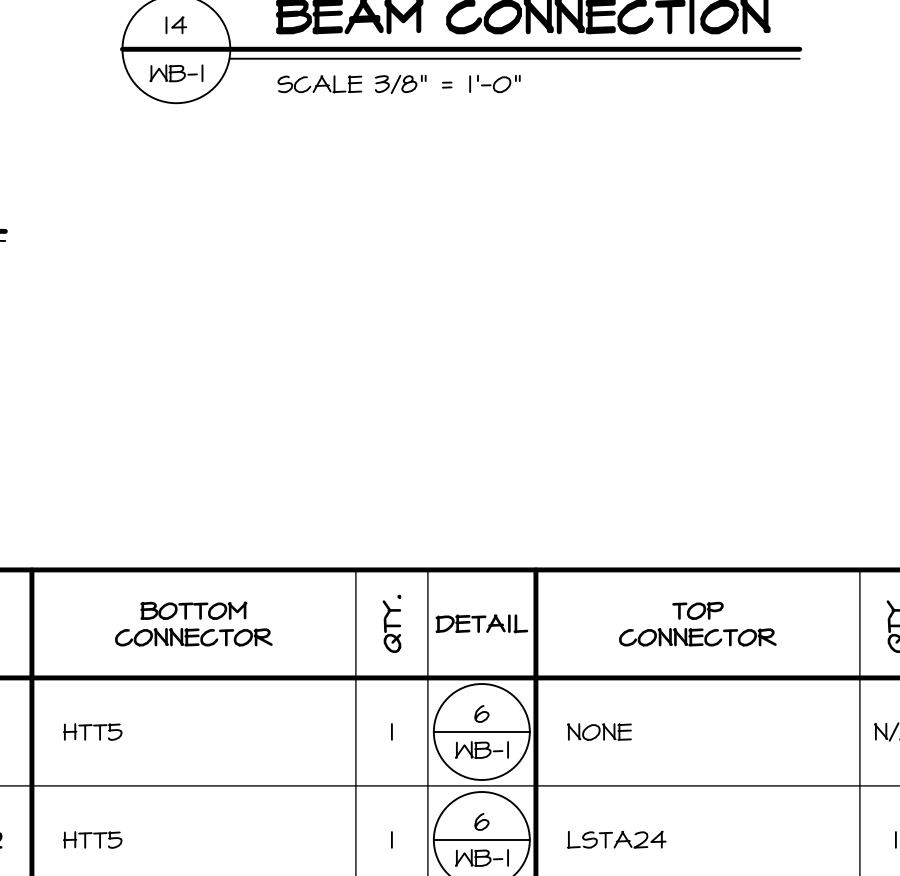 14
BEAM CONNECTION
WB-1
SCALE 3/8" = 1'-0"
BOTTOM
CONNECTOR
QTY.
DETAIL
TOP
CONNECTOR
QTY
HTT5
1
6
WB-1
NONE
N/
HTT5
1
6
WB-1
LSTA24
1